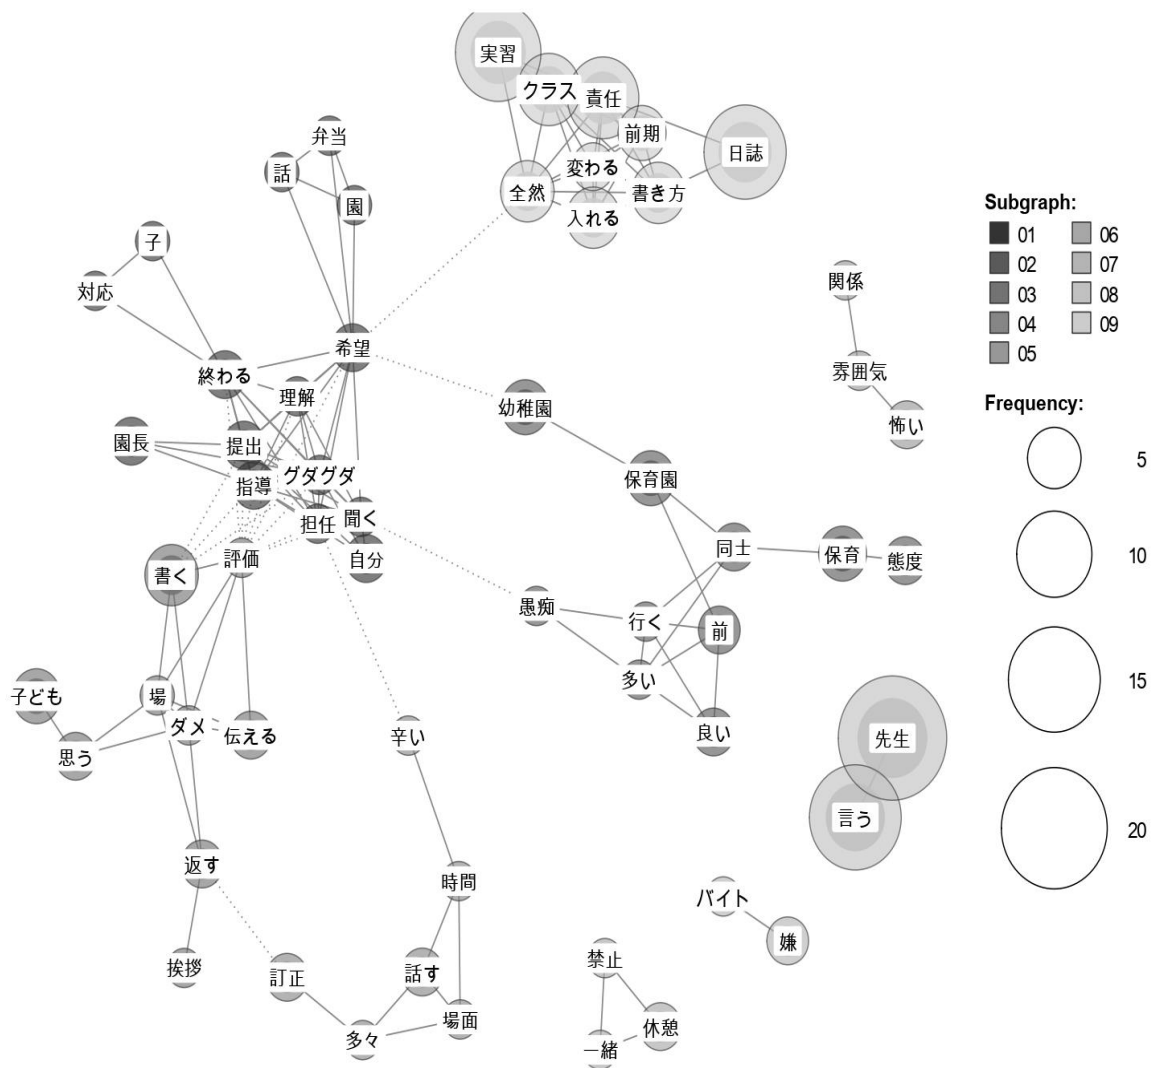 実習
クラス
責任
前期
日誌
変わる
全然
書き方
入れる
弁当
話
園
子
対応
希望
終わる
理解
園長
提出
グダグダ
指導
聞く
担任
自分
評価
書く
幼稚園
保育園
同士
保育
態度
愚痴
行く
前
多い
良い
関係
雰囲気
怖い
Subgraph:
01
02
03
04
05
06
07
08
09
Frequency:
5
10
15
20
子ども
場
ダメ
伝える
思う
辛い
先生
言う
返す
時間
挨拶
訂正
話す
場面
多々
バイト
嫌
禁止
休憩
一緒